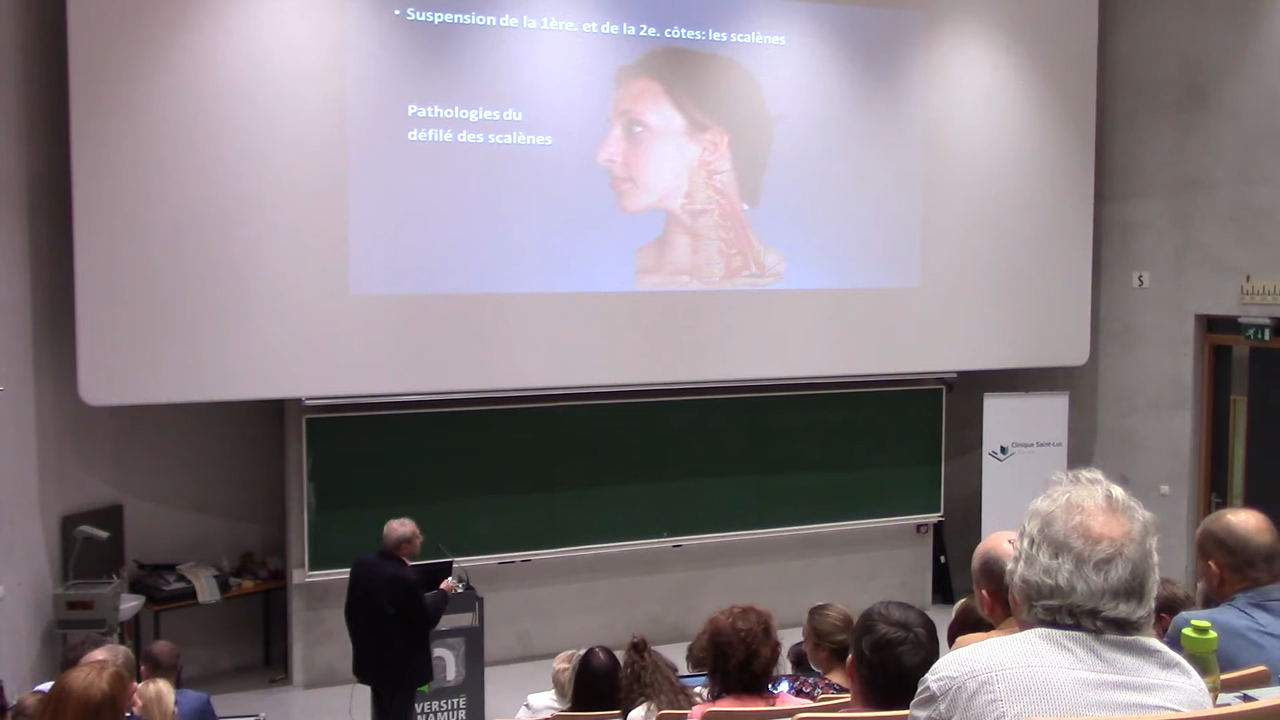 • Suspension de la 1ère. et de la 2e. côtes: les scalènes
Pathologies du
défilé des scalènes
S
Clinique Saint-Luc
n
VERSITÉ
NAMUR